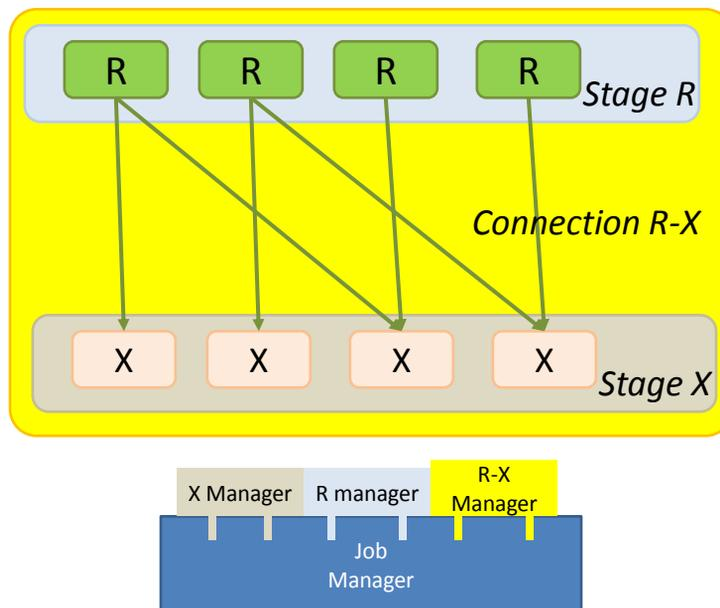 R R R R
Stage R
Connection R-X
X X X X
Stage X
X Manager R manager R-X
Manager
Job
Manager